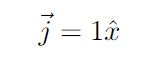 $\vec{j} = 1\hat{x}$